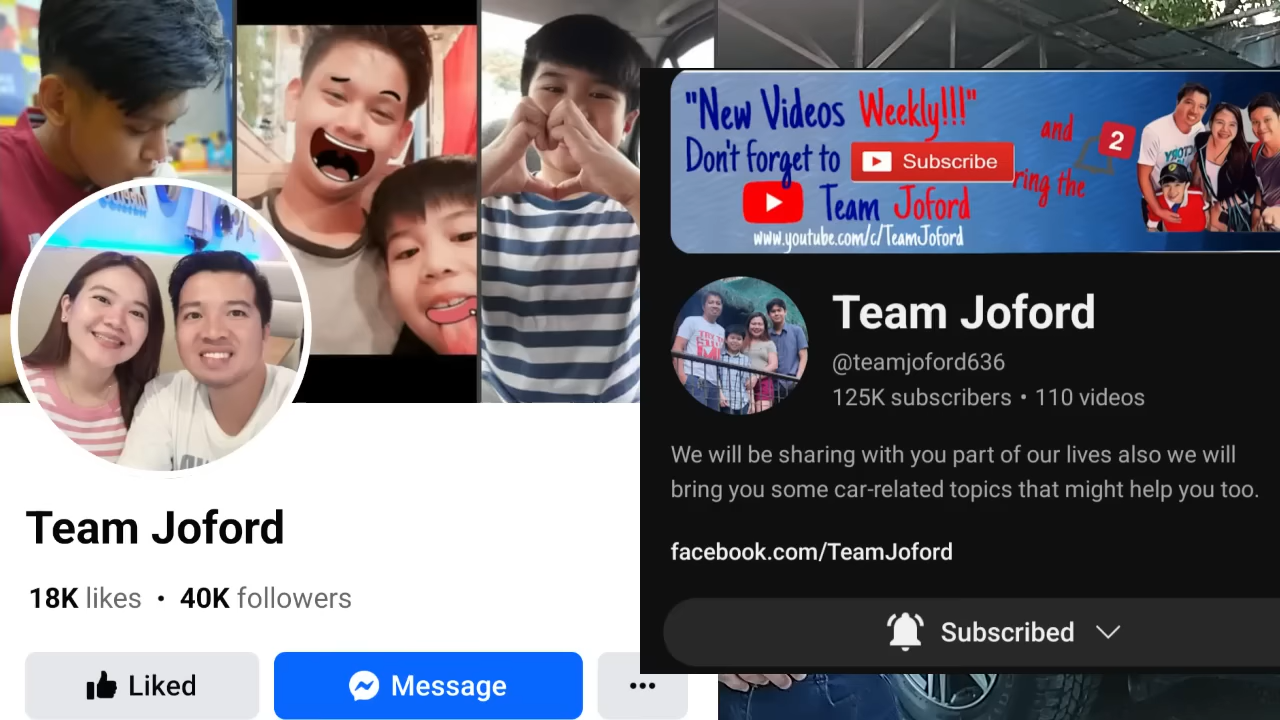 Team Joford
18K likes • 40K followers
Liked
Message
"New Videos Weekly!!!"
Don't forget to Subscribe
and ring the
2
Team Joford
www.youtube.com/c/TeamJoford
Team Joford
@teamjoford636
125K subscribers • 110 videos
We will be sharing with you part of our lives also we will
bring you some car-related topics that might help you too.
facebook.com/TeamJoford
Subscribed